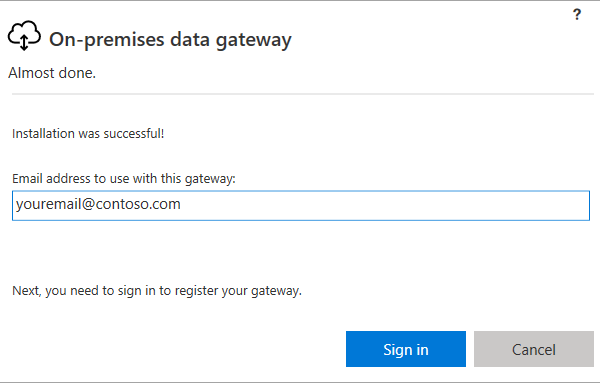 ?
On-premises data gateway
Almost done.
Installation was successful!
Email address to use with this gateway:
youremail@contoso.com
Next, you need to sign in to register your gateway.
Sign in
Cancel